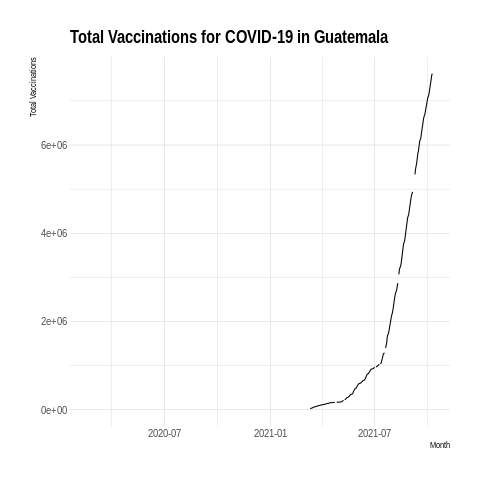 Total Vaccinations for COVID-19 in Guatemala
Total Vaccinations
6e+06
4e+06
2e+06
0e+00
2020-07 2021-01 2021-07
Month